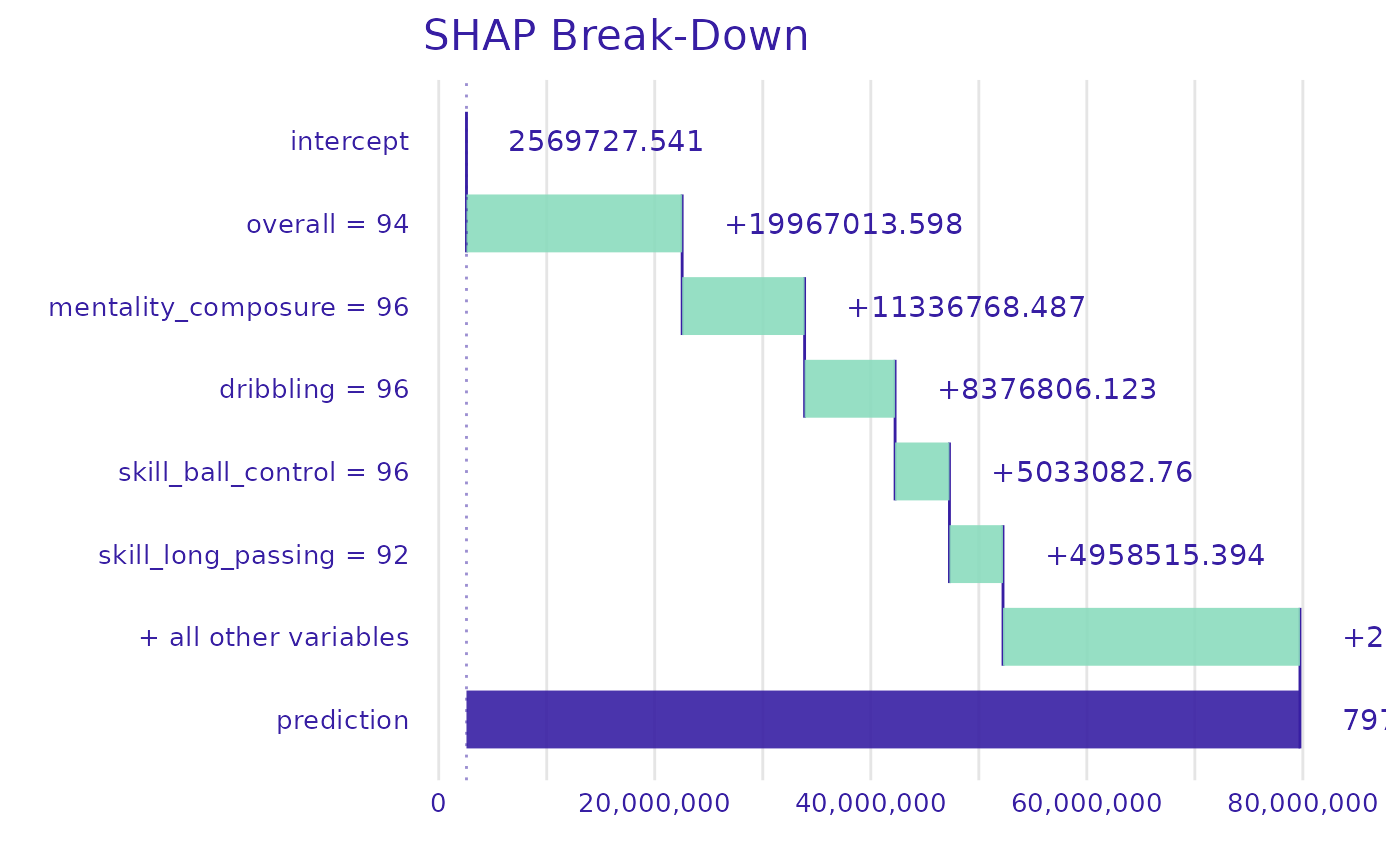 SHAP Break-Down
intercept 2569727.541
overall = 94 +19967013.598
mentality_composure = 96 +11336768.487
dribbling = 96 +8376806.123
skill_ball_control = 96 +5033082.76
skill_long_passing = 92 +4958515.394
+ all other variables +2
prediction 797
0 20,000,000 40,000,000 60,000,000 80,000,000